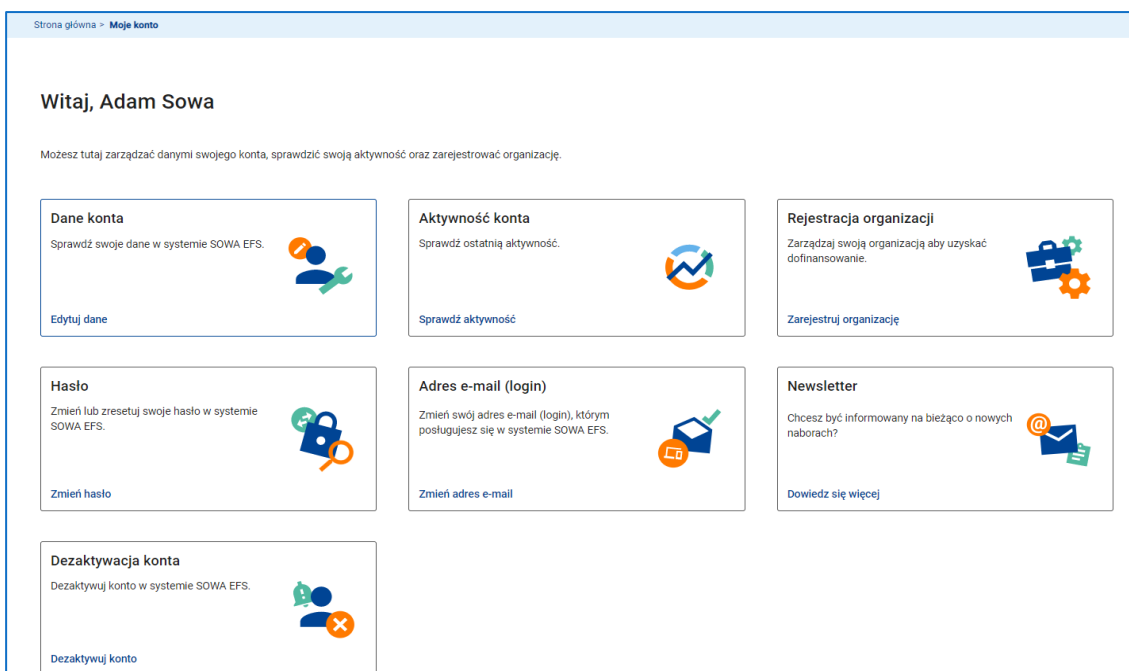 Strona główna > Moje konto
Witaj, Adam Sowa
Możesz tutaj zarządzać danymi swojego konta, sprawdzić swoją aktywność oraz zarejestrować organizację.
Dane konta
Sprawdź swoje dane w systemie SOWA EFS.
Edytuj dane
Aktywność konta
Sprawdź ostatnią aktywność.
Sprawdź aktywność
Rejestracja organizacji
Zarządzaj swoją organizacją aby uzyskać
dofinansowanie.
Zarejestruj organizację
Hasło
Zmień lub zresetuj swoje hasło w systemie
SOWA EFS.
Zmień hasło
Adres e-mail (login)
Zmień swój adres e-mail (login), którym
posługujesz się w systemie SOWA EFS.
Zmień adres e-mail
Newsletter
Chcesz być informowany na bieżąco o nowych
naborach?
Dowiedz się więcej
Dezaktywacja konta
Dezaktywuj konto w systemie SOWA EFS.
Dezaktywuj konto